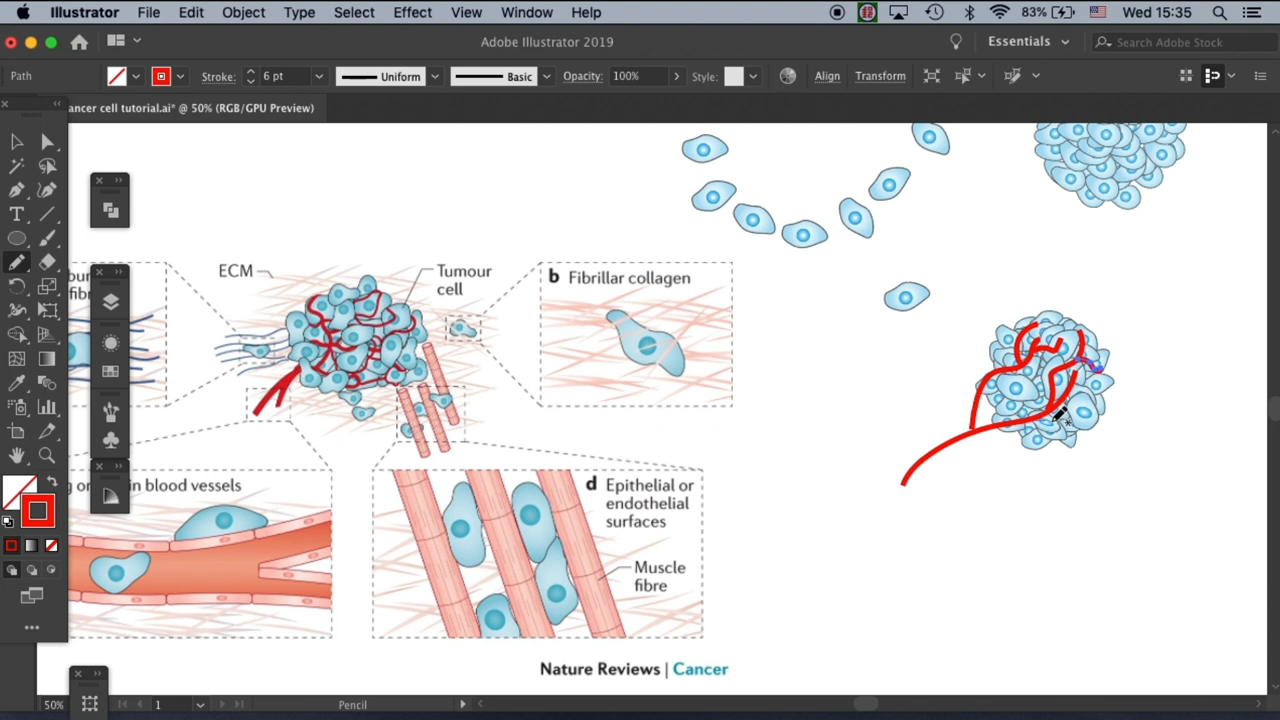 Illustrator File Edit Object Type Select Effect View Window Help 83% Wed 15:35
Adobe Illustrator 2019 Essentials Search Adobe Stock
Path Stroke: 6 pt Uniform Basic Opacity: 100% Style: Align Transform
ancer cell tutorial.ai* @ 50% (RGB/GPU Preview)
ECM
Tumour
cell
b Fibrillar collagen
in blood vessels
d Epithelial or
endothelial
surfaces
Muscle
fibre
Nature Reviews | Cancer
50% 1 Pencil